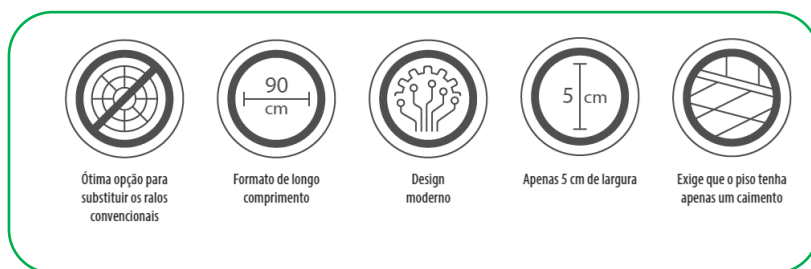 90
cm
5 cm
Ótima opção para
substituir os ralos
convencionais
Formato de longo
comprimento
Design
moderno
Apenas 5 cm de largura
Exige que o piso tenha
apenas um caimento